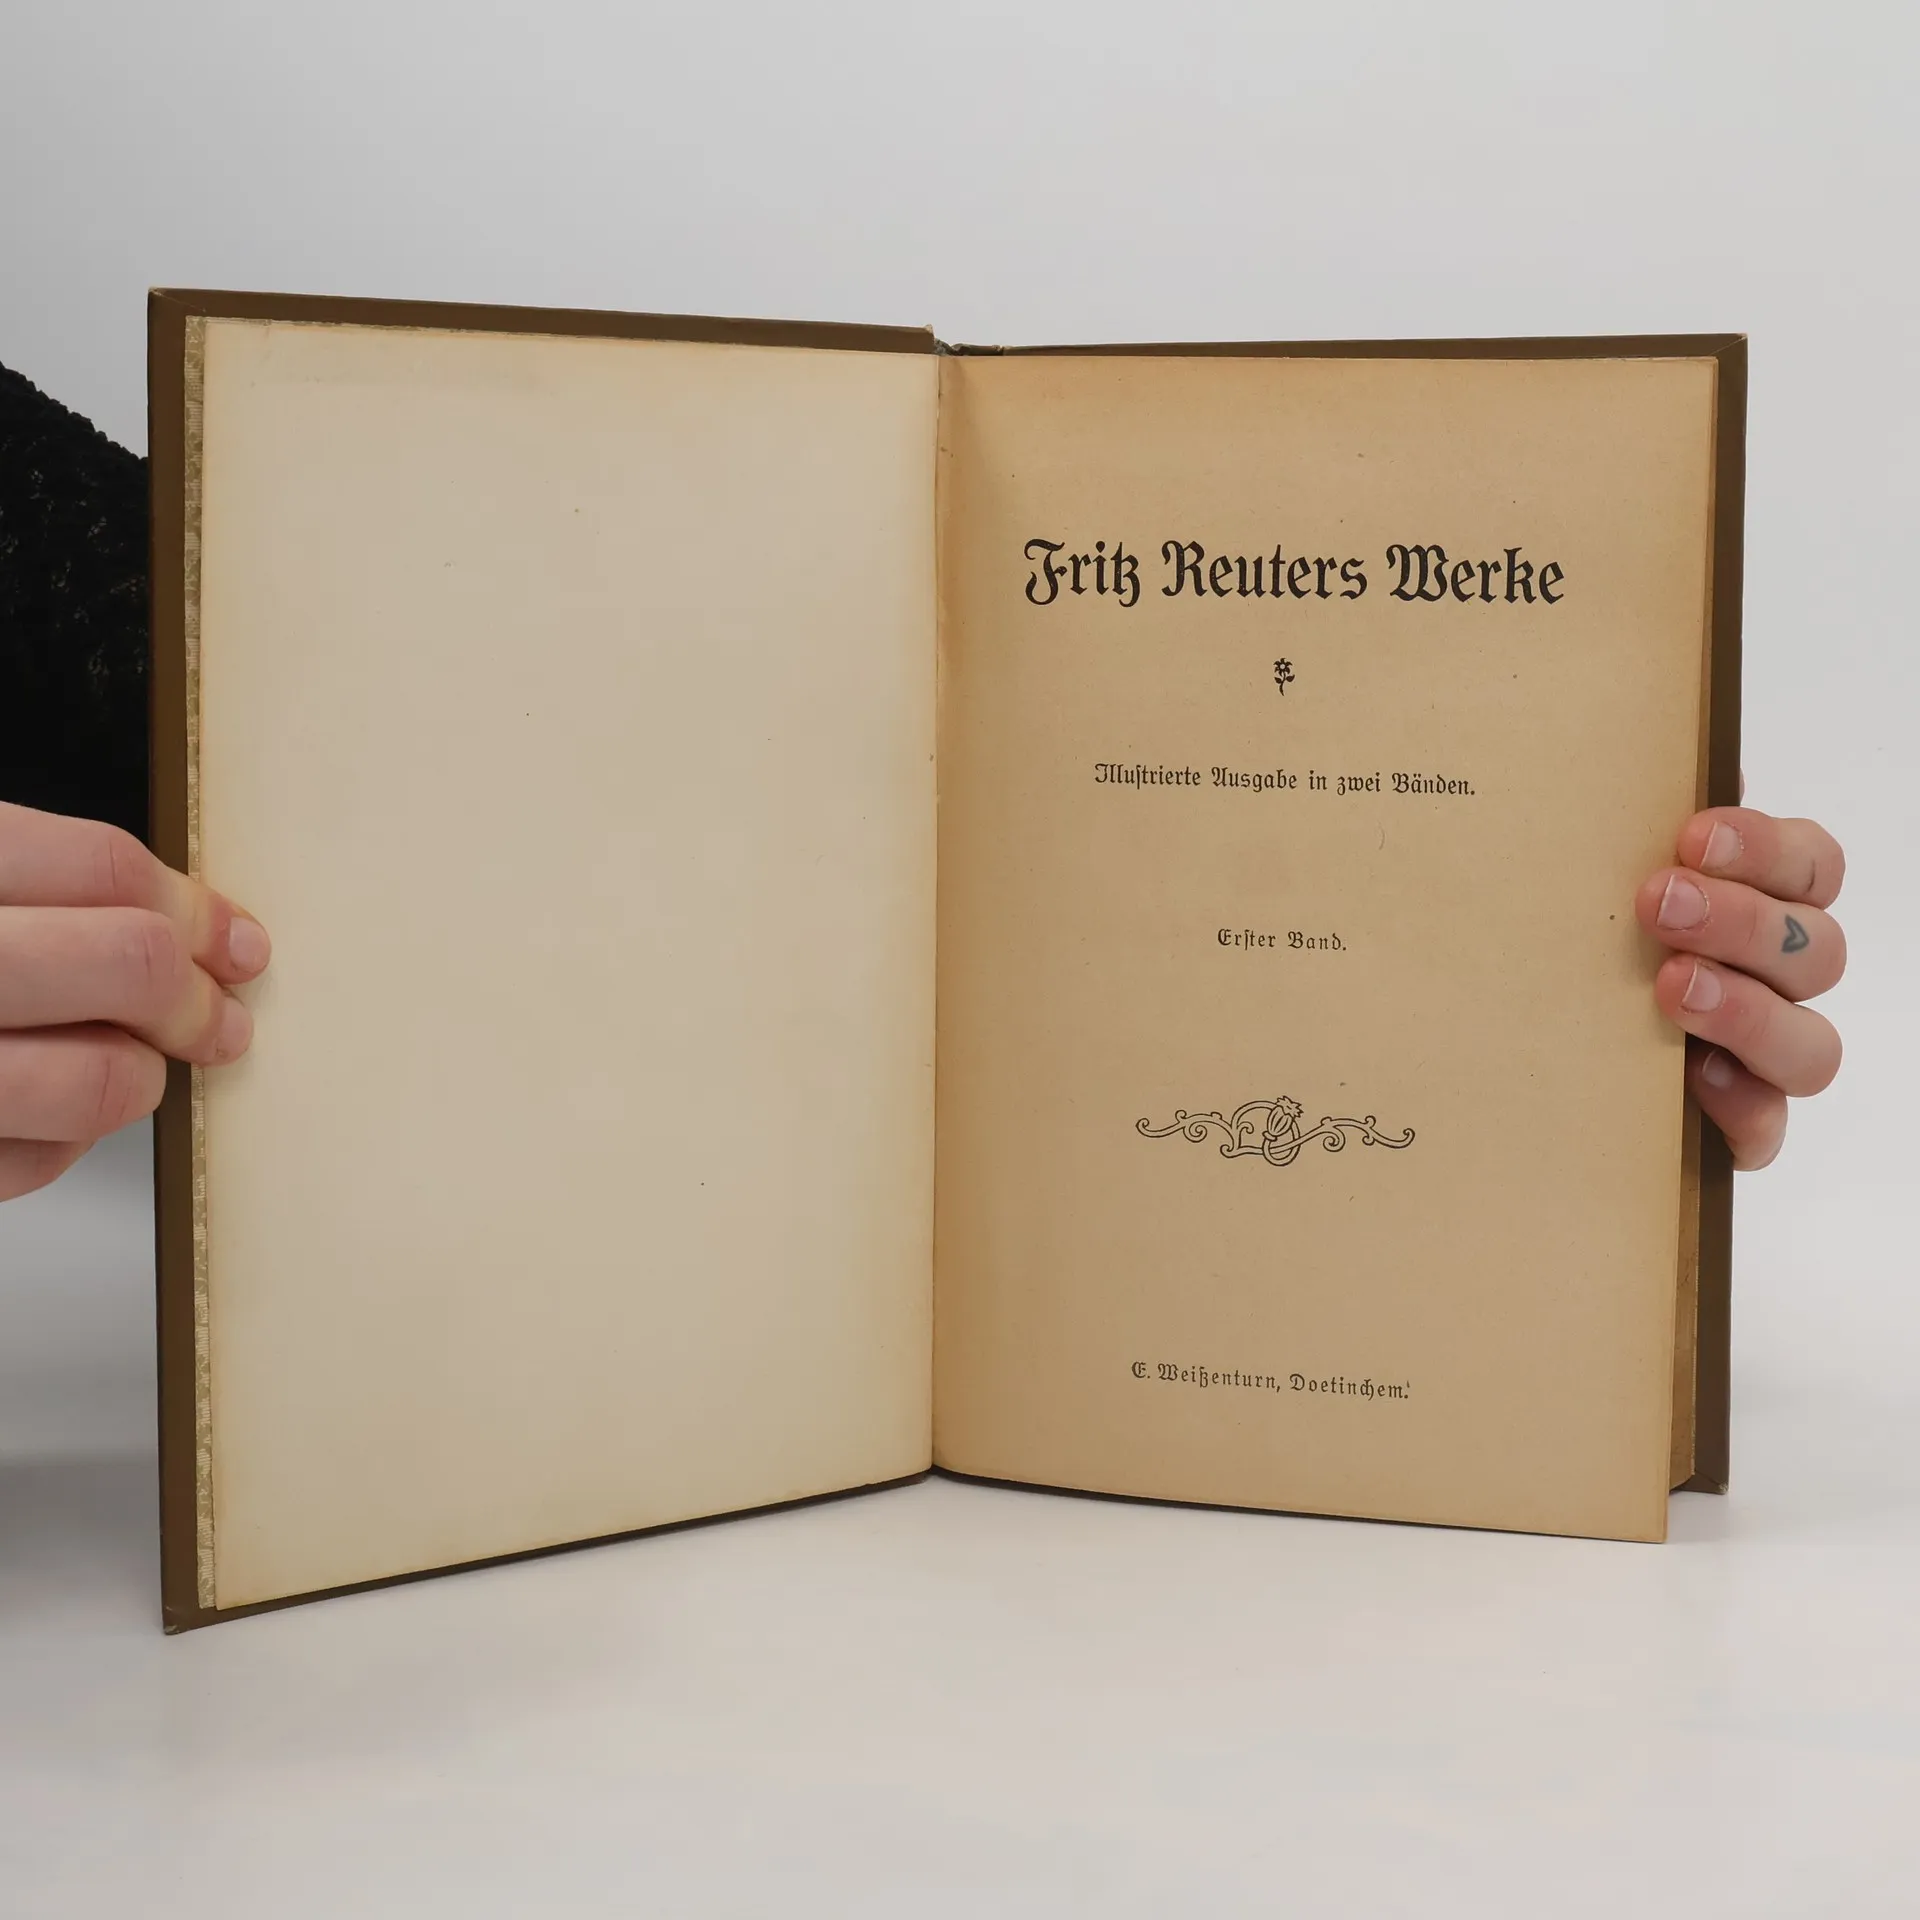 Fritz Reuters Werke
Illuſtrierte Ausgabe in zwei Bänden.
Erſter Band.
E. Weißenturn, Doetinchem.